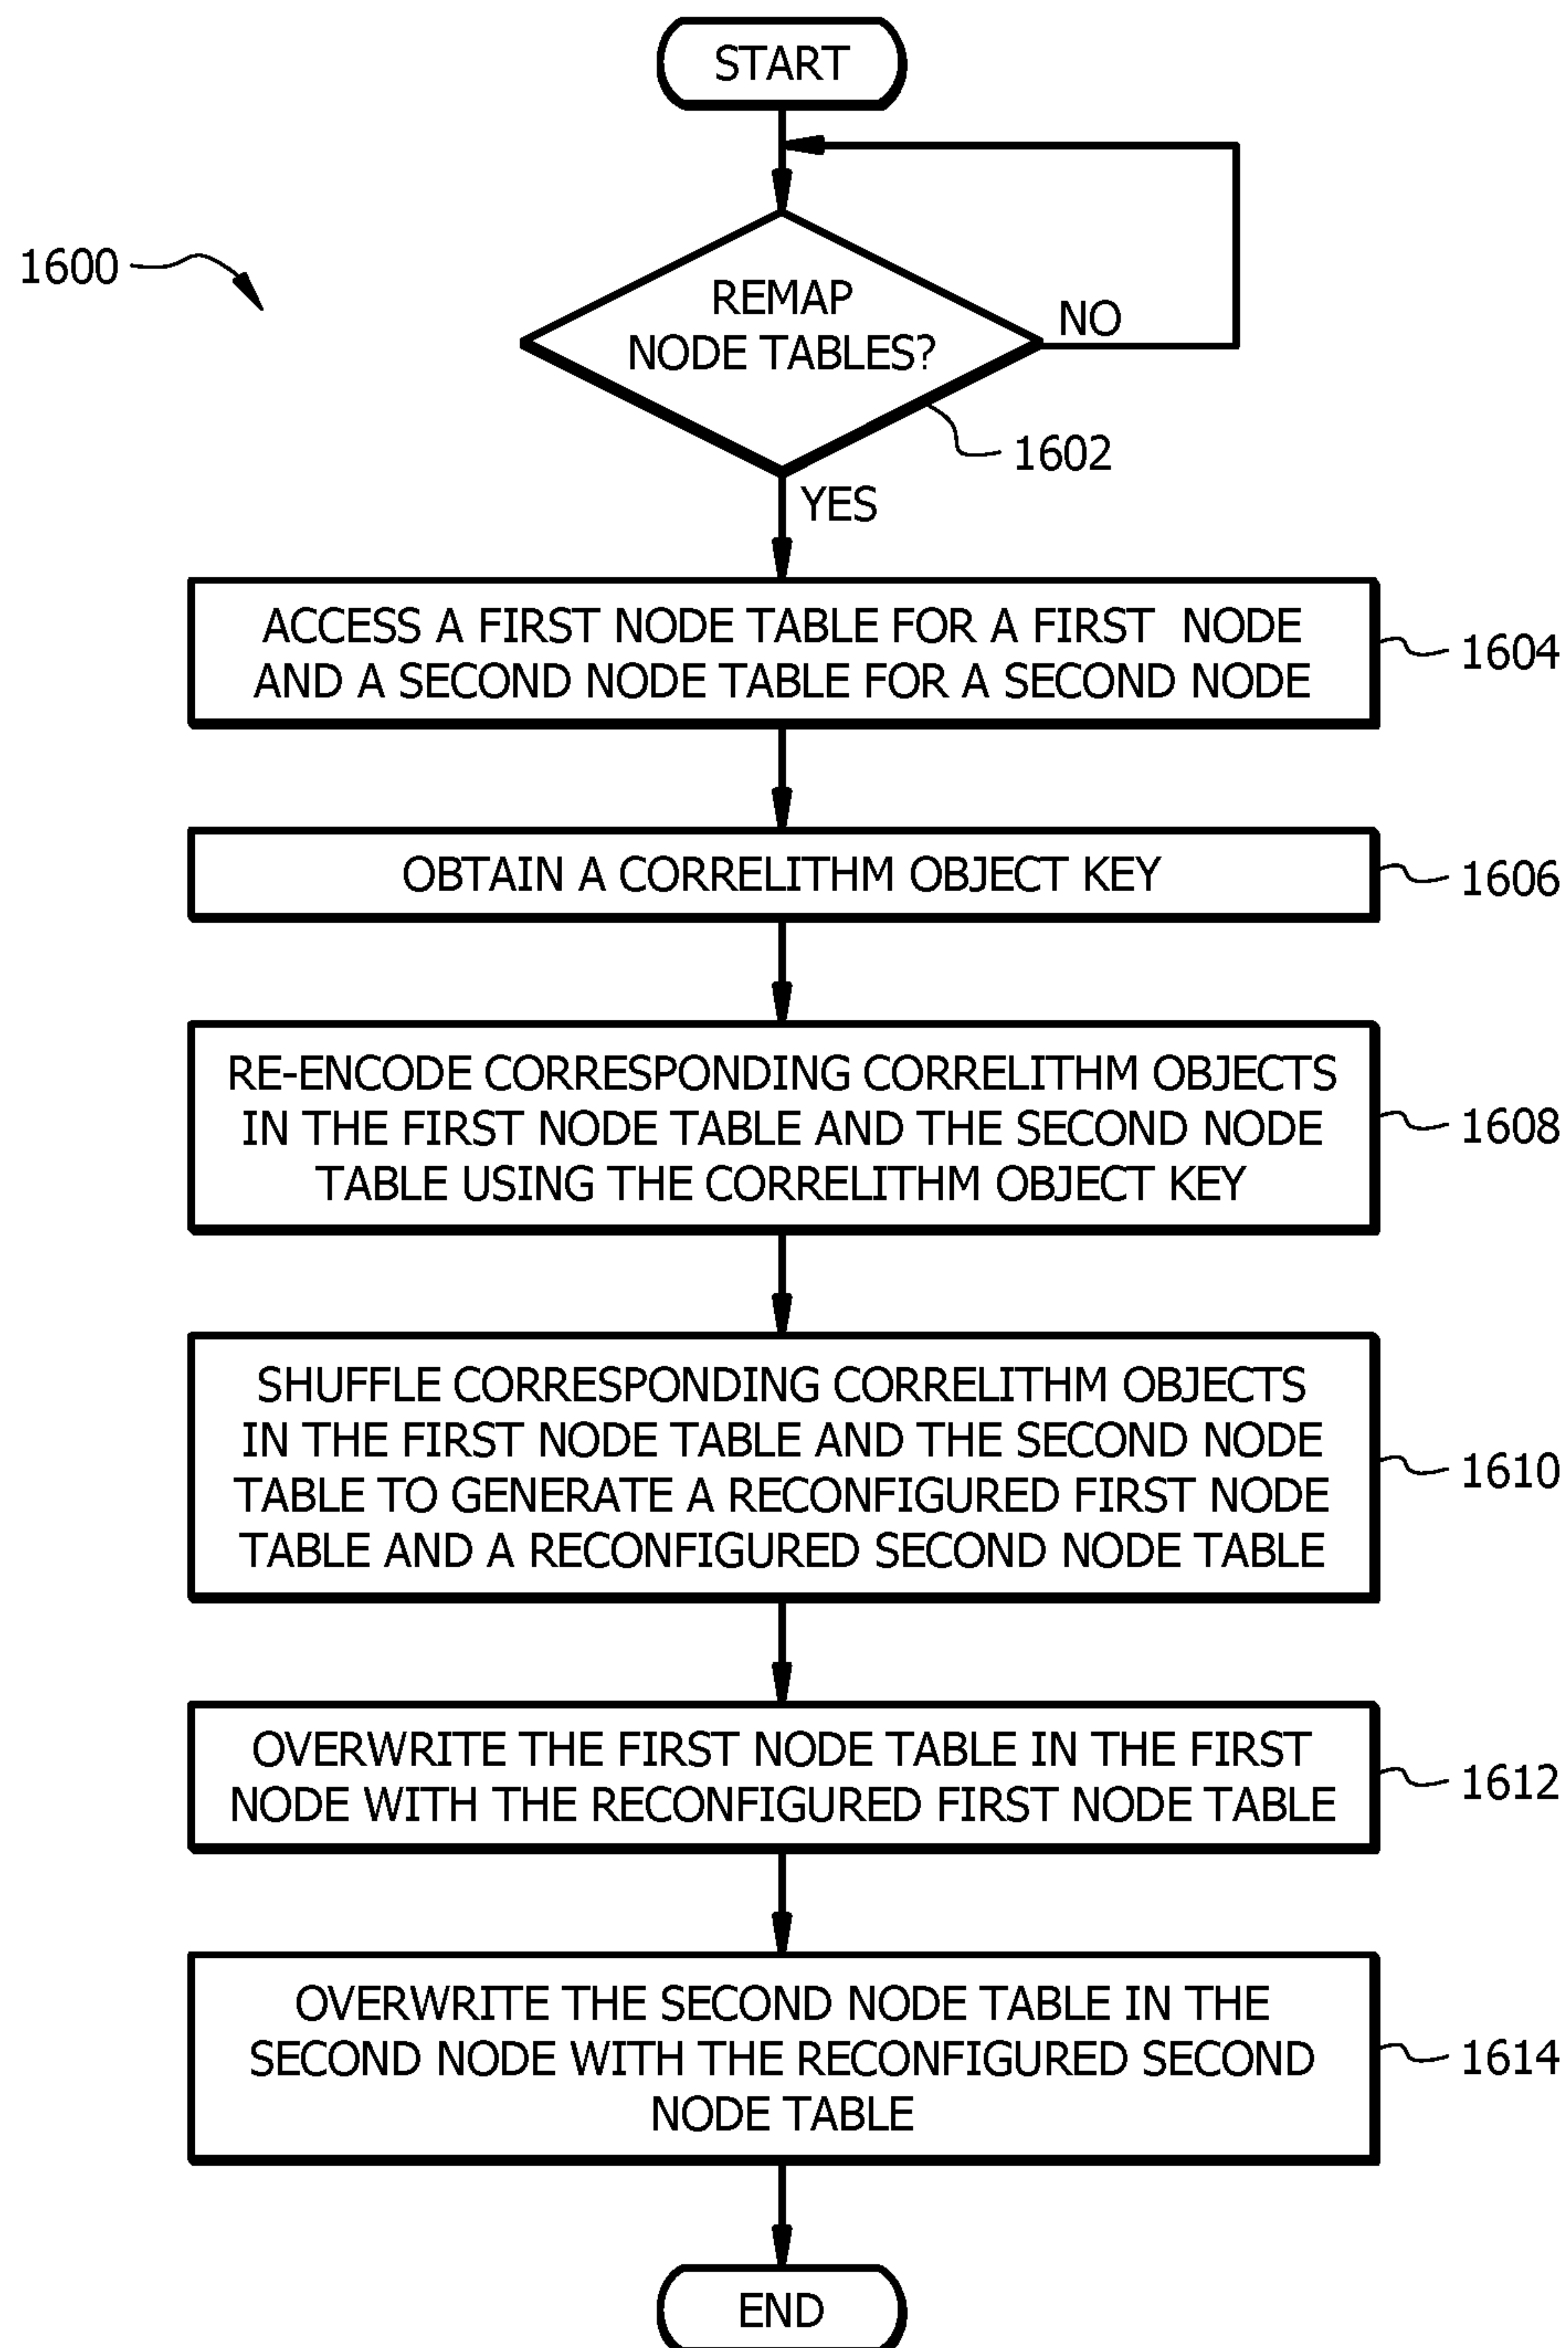 START
1600
REMAP
NODE TABLES?
NO
1602
YES
ACCESS A FIRST NODE TABLE FOR A FIRST NODE
AND A SECOND NODE TABLE FOR A SECOND NODE
1604
OBTAIN A CORRELITHM OBJECT KEY
1606
RE-ENCODE CORRESPONDING CORRELITHM OBJECTS
IN THE FIRST NODE TABLE AND THE SECOND NODE
TABLE USING THE CORRELITHM OBJECT KEY
1608
SHUFFLE CORRESPONDING CORRELITHM OBJECTS
IN THE FIRST NODE TABLE AND THE SECOND NODE
TABLE TO GENERATE A RECONFIGURED FIRST NODE
TABLE AND A RECONFIGURED SECOND NODE TABLE
1610
OVERWRITE THE FIRST NODE TABLE IN THE FIRST
NODE WITH THE RECONFIGURED FIRST NODE TABLE
1612
OVERWRITE THE SECOND NODE TABLE IN THE
SECOND NODE WITH THE RECONFIGURED SECOND
NODE TABLE
1614
END